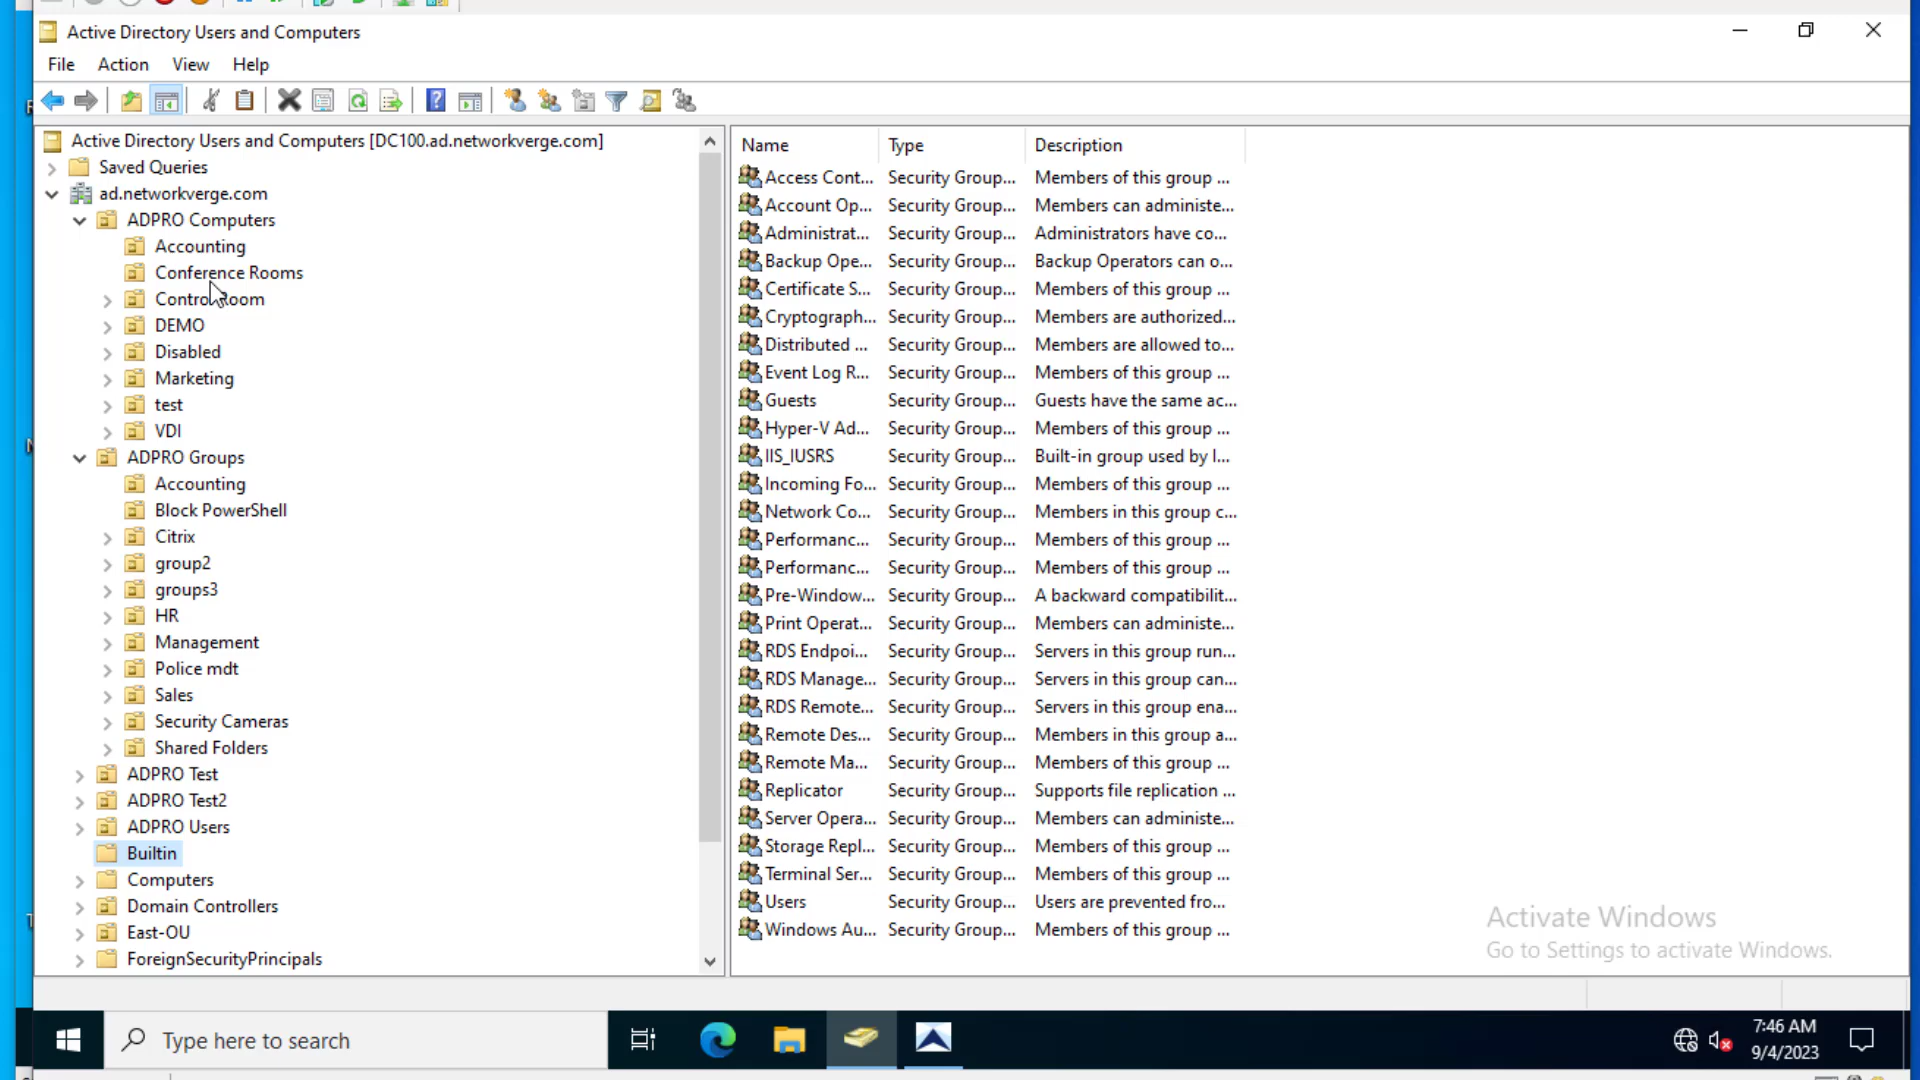 Active Directory Users and Computers
File Action View Help
Active Directory Users and Computers [DC100.ad.networkverge.com]
Saved Queries
ad.networkverge.com
ADPRO Computers
Accounting
Conference Rooms
Control Room
DEMO
Disabled
Marketing
test
VDI
ADPRO Groups
Accounting
Block PowerShell
Citrix
group2
groups3
HR
Management
Police mdt
Sales
Security Cameras
Shared Folders
ADPRO Test
ADPRO Test2
ADPRO Users
Builtin
Computers
Domain Controllers
East-OU
ForeignSecurityPrincipals
Name Type Description
Access Cont... Security Group... Members of this group ...
Account Op... Security Group... Members can administe...
Administrat... Security Group... Administrators have co...
Backup Ope... Security Group... Backup Operators can o...
Certificate S... Security Group... Members of this group ...
Cryptograph... Security Group... Members are authorized...
Distributed ... Security Group... Members are allowed to...
Event Log R... Security Group... Members of this group ...
Guests Security Group... Guests have the same ac...
Hyper-V Ad... Security Group... Members of this group ...
IIS_IUSRS Security Group... Built-in group used by I...
Incoming Fo... Security Group... Members of this group ...
Network Co... Security Group... Members in this group c...
Performanc... Security Group... Members of this group ...
Performanc... Security Group... Members of this group ...
Pre-Window... Security Group... A backward compatibilit...
Print Operat... Security Group... Members can administe...
RDS Endpoi... Security Group... Servers in this group run...
RDS Manage... Security Group... Servers in this group can...
RDS Remote... Security Group... Servers in this group ena...
Remote Des... Security Group... Members in this group a...
Remote Ma... Security Group... Members of this group ...
Replicator Security Group... Supports file replication ...
Server Opera... Security Group... Members can administe...
Storage Repl... Security Group... Members of this group ...
Terminal Ser... Security Group... Members of this group ...
Users Security Group... Users are prevented fro...
Windows Au... Security Group... Members of this group ...
Activate Windows
Go to Settings to activate Windows.
Type here to search
7:46 AM
9/4/2023